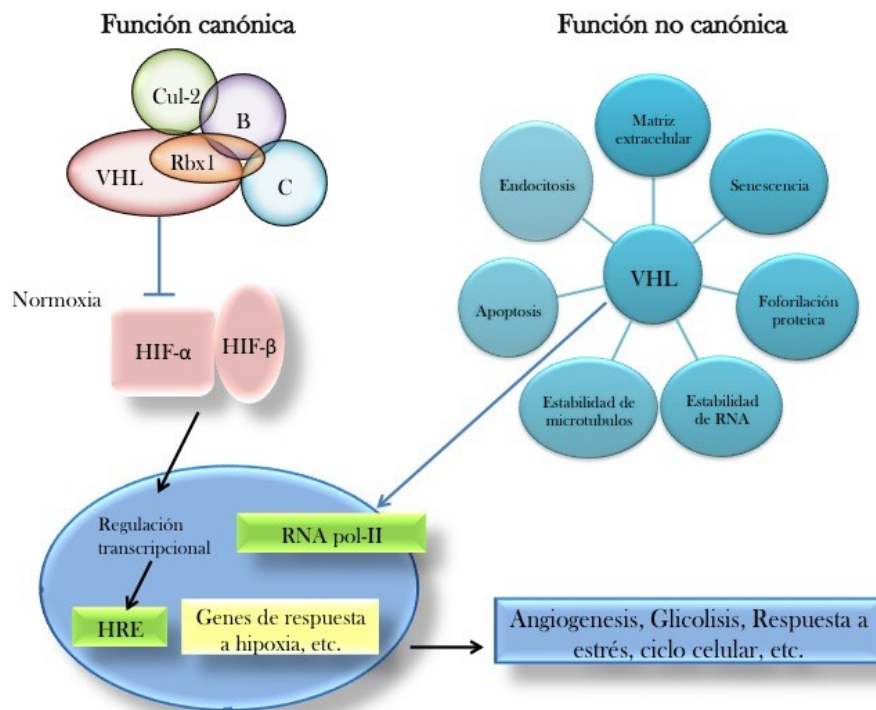 Función canónica
Cul-2
B
VHL
Rbx1
C
Normoxia
HIF-α
HIF-β
Regulación
transcripcional
HRE
RNA pol-II
Genes de respuesta
a hipoxia, etc.
Función no canónica
Matriz
extracelular
Endocitosis
Senescencia
VHL
Apoptosis
Foforilación
proteica
Estabilidad de
microtubulos
Estabilidad
de RNA
Angiogenesis, Glicolisis, Respuesta a
estrés, ciclo celular, etc.